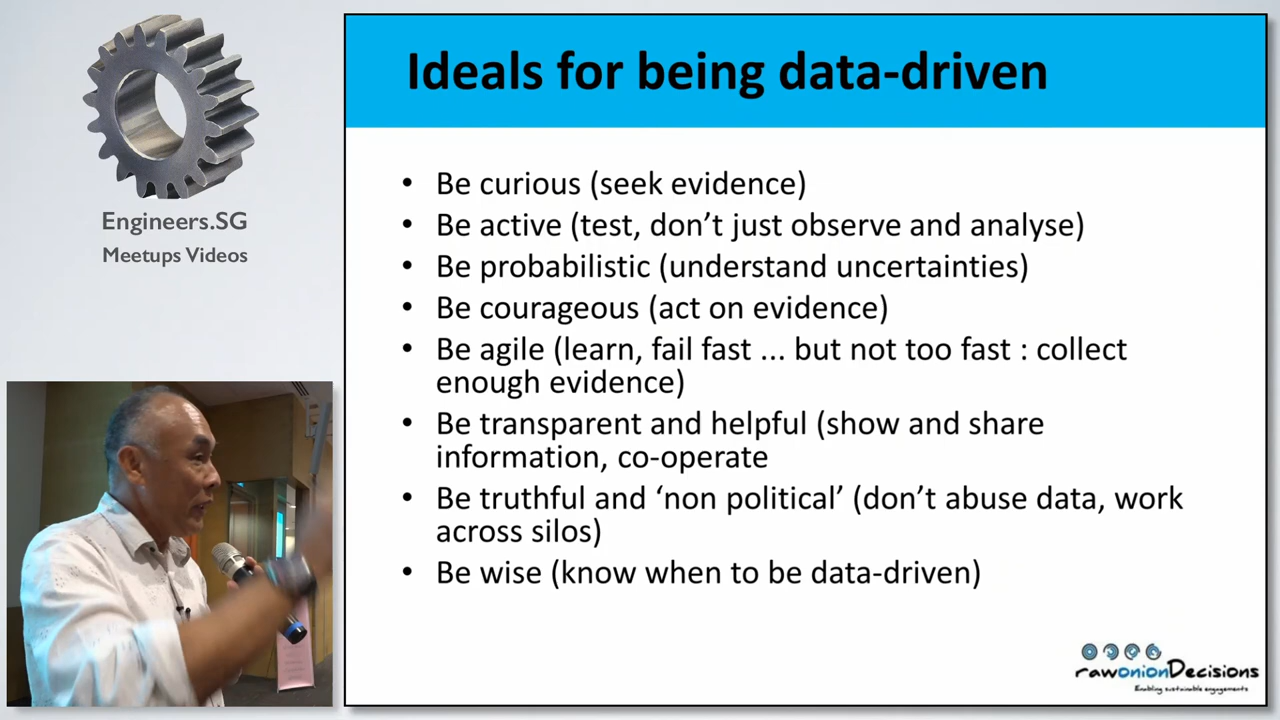 Engineers.SG
Meetups Videos
Ideals for being data-driven
• Be curious (seek evidence)
• Be active (test, don’t just observe and analyse)
• Be probabilistic (understand uncertainties)
• Be courageous (act on evidence)
• Be agile (learn, fail fast ... but not too fast : collect
enough evidence)
• Be transparent and helpful (show and share
information, co-operate
• Be truthful and ‘non political’ (don’t abuse data, work
across silos)
• Be wise (know when to be data-driven)
rawonionDecisions
Enabling sustainable engagements